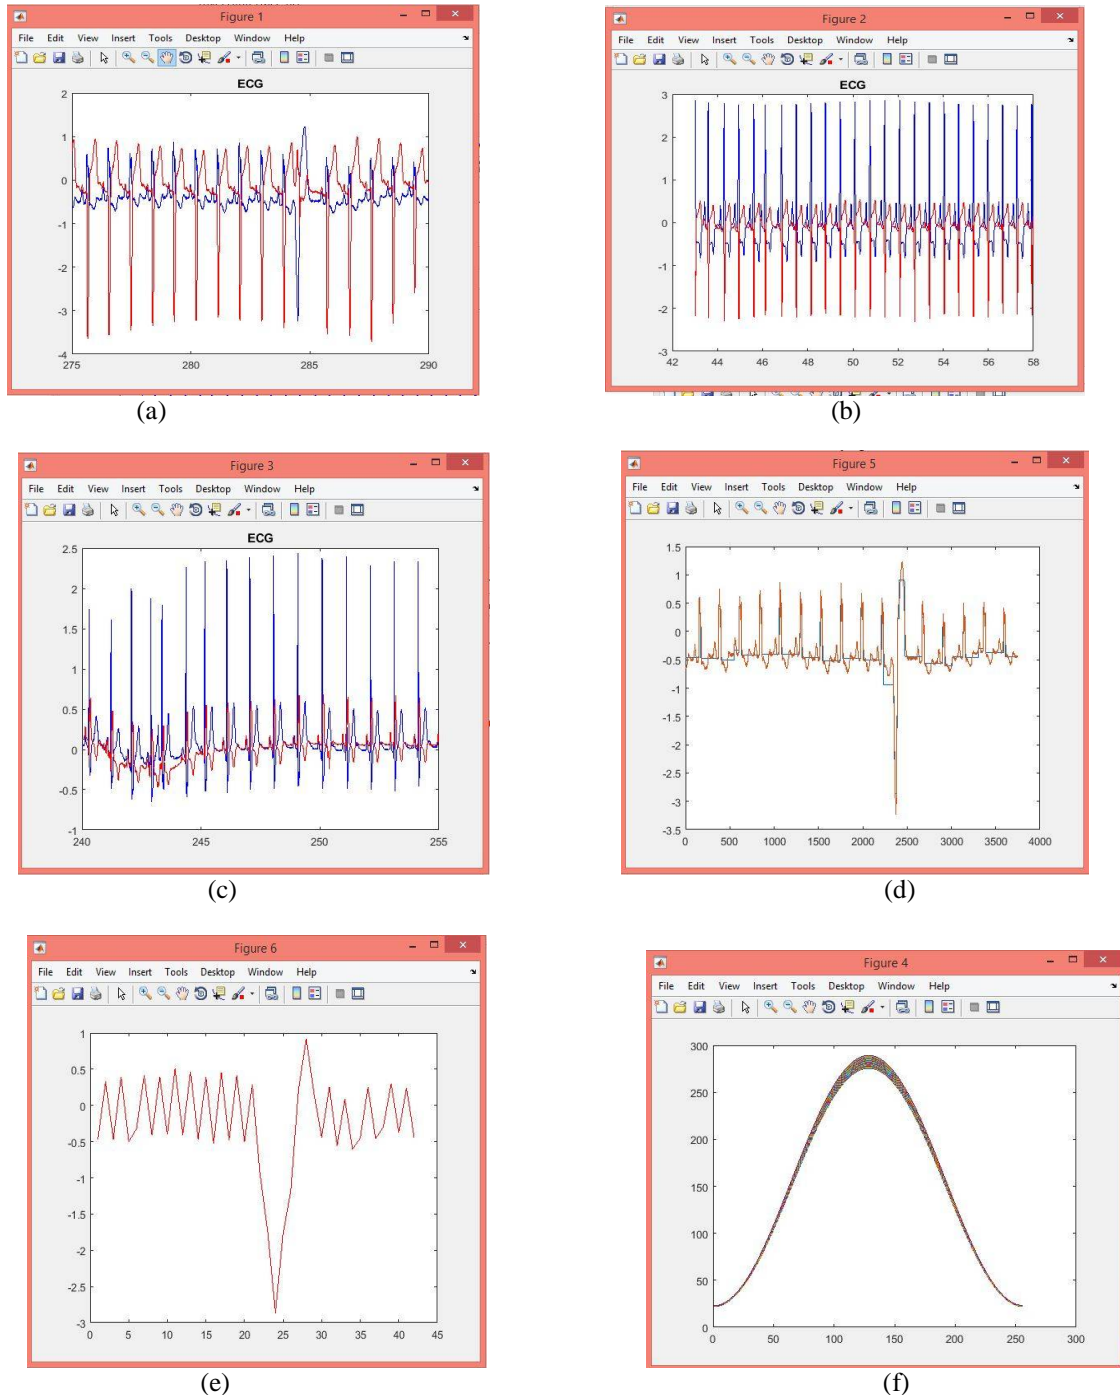 Figure 1
File Edit View Insert Tools Desktop Window Help
ECG
2
1
0
-1
-2
-3
-4
275 280 285 290
(a)
Figure 2
File Edit View Insert Tools Desktop Window Help
ECG
3
2
1
0
-1
-2
-3
42 44 46 48 50 52 54 56 58
(b)
Figure 3
File Edit View Insert Tools Desktop Window Help
ECG
2.5
2
1.5
1
0.5
0
-0.5
-1
240 245 250 255
(c)
Figure 5
File Edit View Insert Tools Desktop Window Help
1.5
1
0.5
0
-0.5
-1
-1.5
-2
-2.5
-3
-3.5
0 500 1000 1500 2000 2500 3000 3500 4000
(d)
Figure 6
File Edit View Insert Tools Desktop Window Help
1
0.5
0
-0.5
-1
-1.5
-2
-2.5
-3
0 5 10 15 20 25 30 35 40 45
(e)
Figure 4
File Edit View Insert Tools Desktop Window Help
300
250
200
150
100
50
0
0 50 100 150 200 250 300
(f)